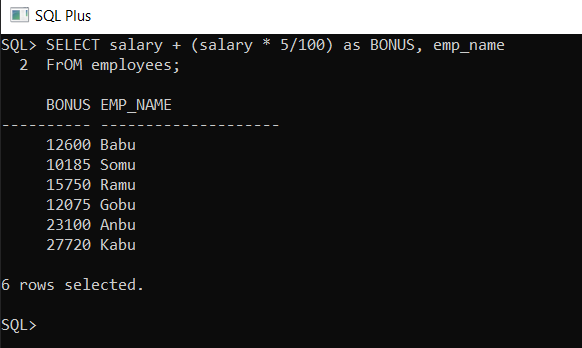 SQL Plus
SQL> SELECT salary + (salary * 5/100) as BONUS, emp_name
  2  FrOM employees;
     BONUS EMP_NAME
---------- --------------------
     12600 Babu
     10185 Somu
     15750 Ramu
     12075 Gobu
     23100 Anbu
     27720 Kabu
6 rows selected.
SQL>